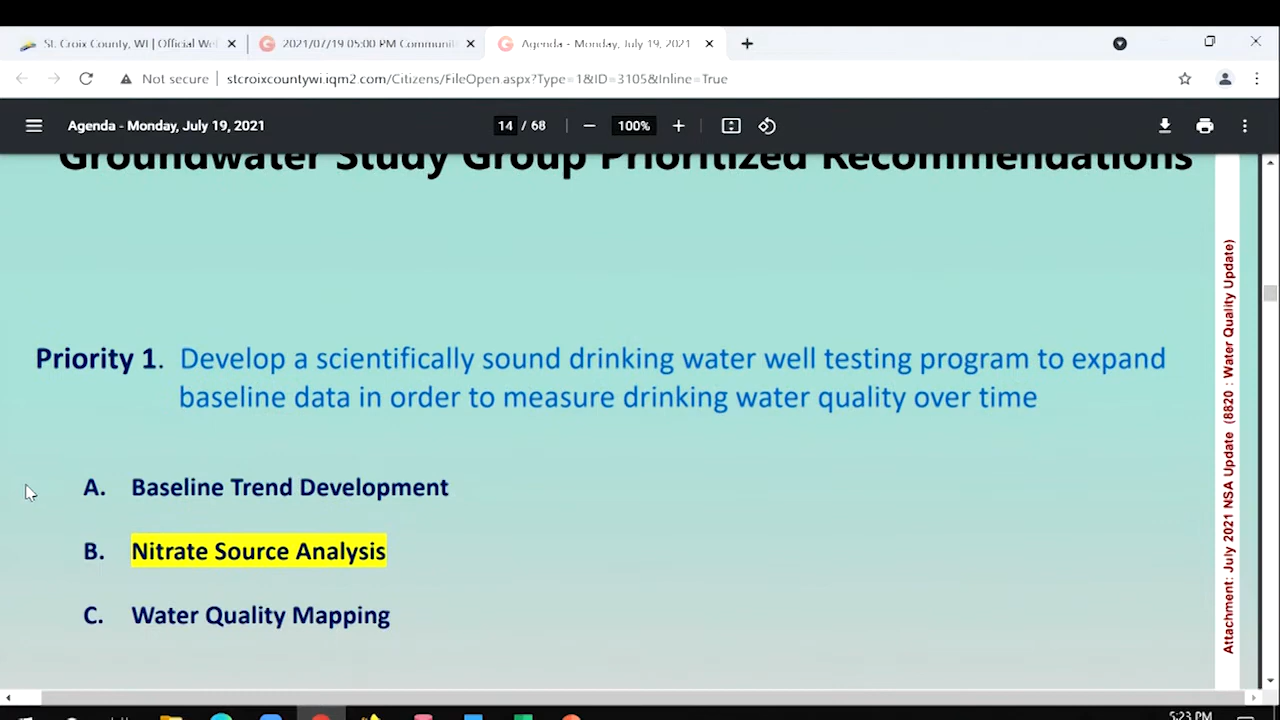 St. Croix County, WI | Official Wel
2021/07/19 05:00 PM Communit
Agenda - Monday, July 19, 2021
Not secure
stcroixcountywi.iqm2.com/Citizens/FileOpen.aspx?Type=1&ID=3105&Inline=True
Agenda - Monday, July 19, 2021
14 / 68
100%
Groundwater Study Group Prioritized Recommendations
Priority 1. Develop a scientifically sound drinking water well testing program to expand
baseline data in order to measure drinking water quality over time
A. Baseline Trend Development
B. Nitrate Source Analysis
C. Water Quality Mapping
Attachment: July 2021 NSA Update (8820 : Water Quality Update)
5:23 PM